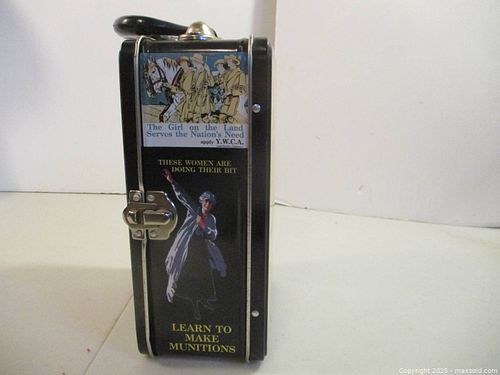 The Girl on the Land
Serves the Nation's Need
apply Y.W.C.A.
THESE WOMEN ARE
DOING THEIR BIT
LEARN TO
MAKE
MUNITIONS
Copyright 2025 - maxsold.com